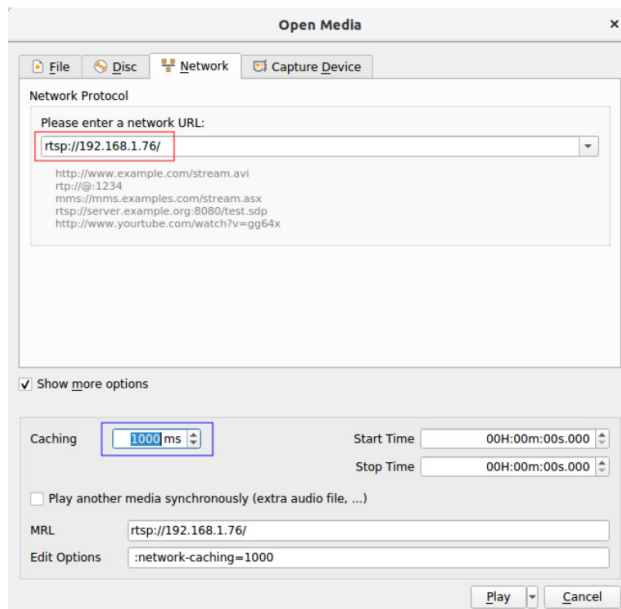 Open Media
×
File Disc Network Capture Device
Network Protocol
Please enter a network URL:
rtsp://192.168.1.76/
http://www.example.com/stream.avi
rtp://@:1234
mms://mms.examples.com/stream.asx
rtsp://server.example.org:8080/test.sdp
http://www.yourtube.com/watch?v=gg64x
Show more options
Caching 1000 ms Start Time 00H:00m:00s.000
Stop Time 00H:00m:00s.000
Play another media synchronously (extra audio file, ...)
MRL rtsp://192.168.1.76/
Edit Options :network-caching=1000
Play Cancel